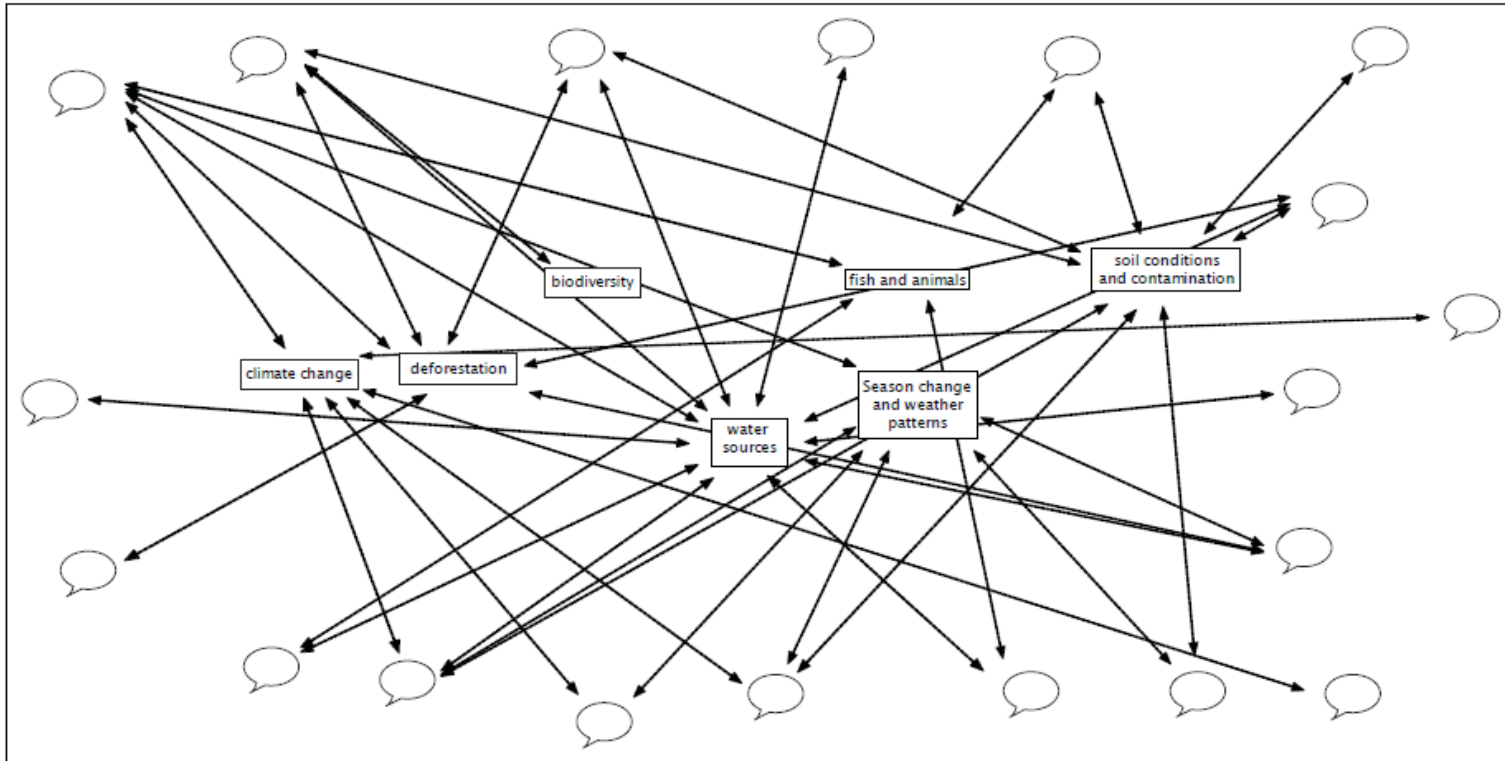 soil conditions
and contamination
biodiversity
fish and animals
climate change
deforestation
Season change
and weather
patterns
water
sources